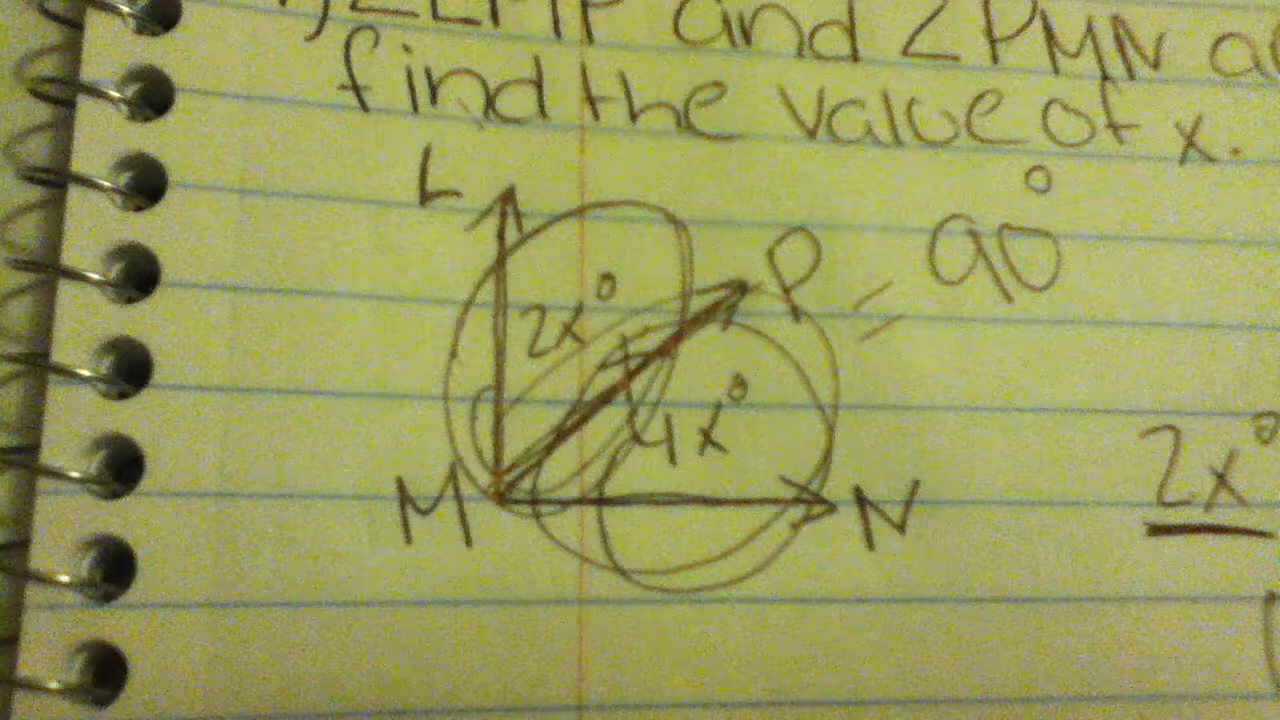 and ∠PMN
find the value of x.
L
P = 90°
2x°
4x°
2x°
M N